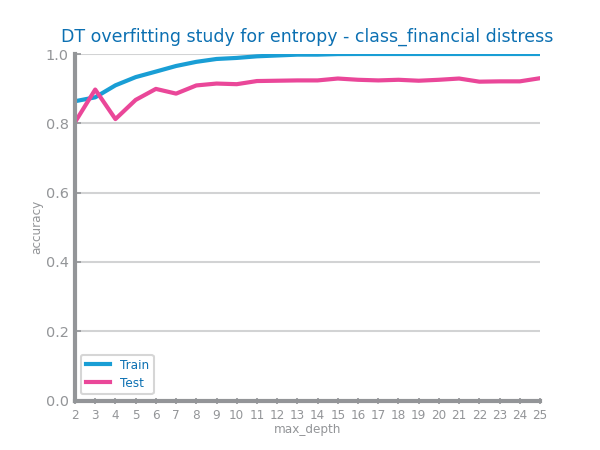 DT overfitting study for entropy - class_financial distress
1.0
0.8
0.6
0.4
0.2
0.0
accuracy
Train
Test
2 3 4 5 6 7 8 9 10 11 12 13 14 15 16 17 18 19 20 21 22 23 24 25
max_depth